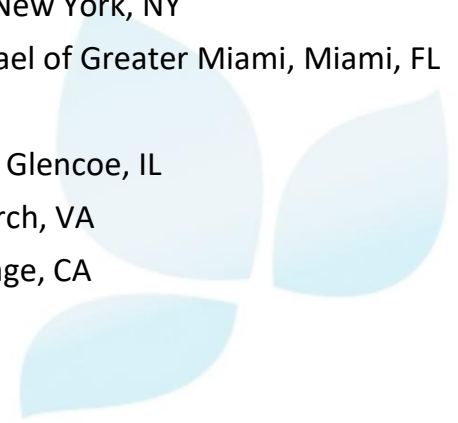 New York, NY
ael of Greater Miami, Miami, FL
Glencoe, IL
rch, VA
ge, CA